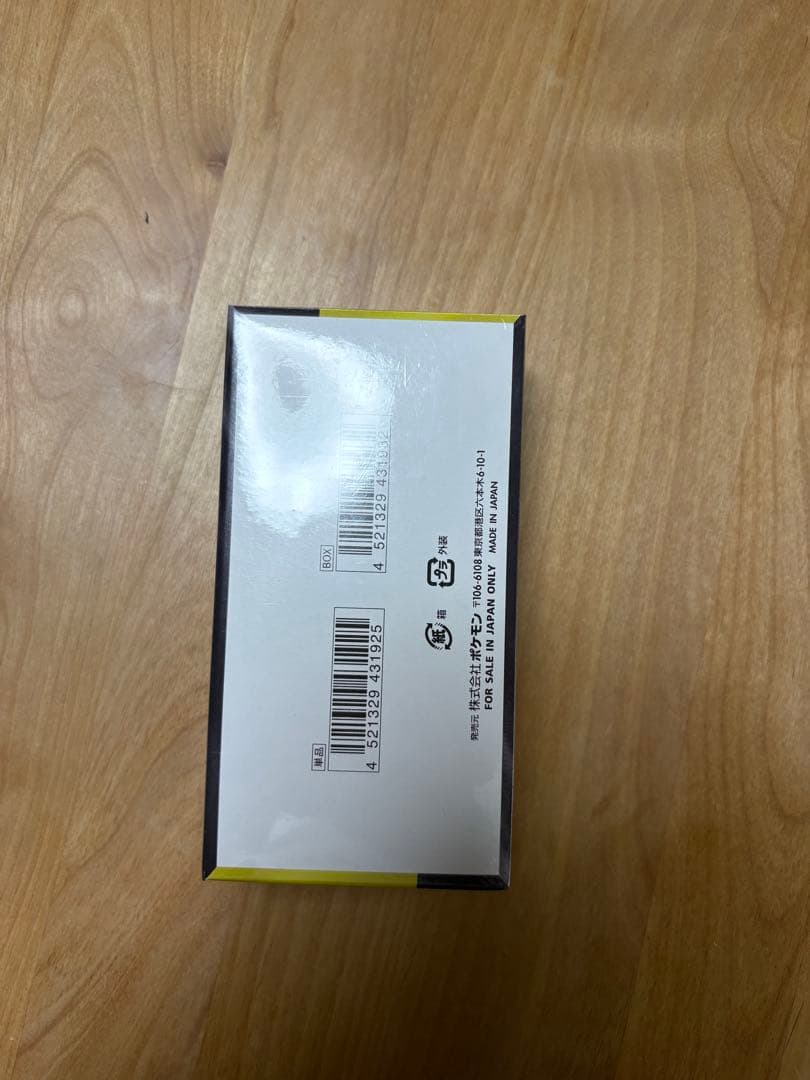 単品
4 521329 431925
BOX
4 521329 431932
紙 箱
プラ 外装
発売元 株式会社ポケモン 〒106-6108 東京都港区六本木6-10-1
FOR SALE IN JAPAN ONLY MADE IN JAPAN